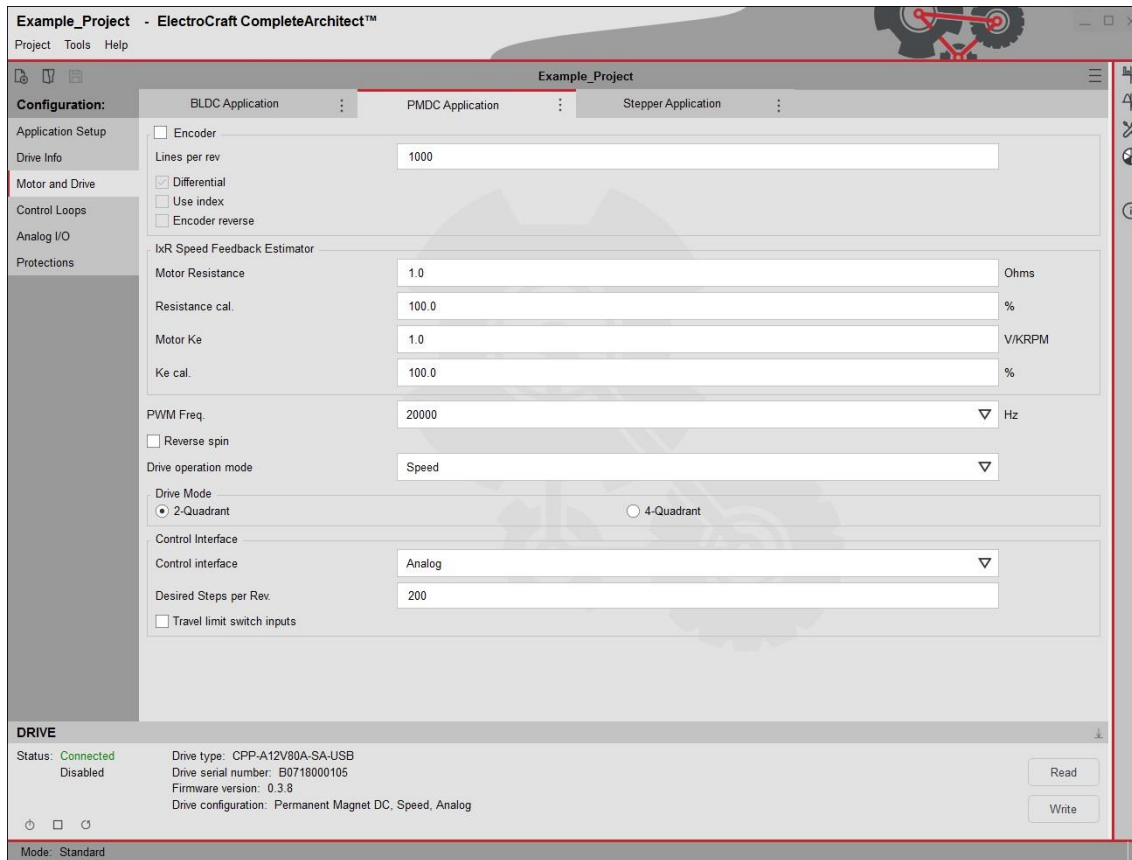 Example_Project - ElectroCraft CompleteArchitect™
Project Tools Help
Example_Project
Configuration:
BLDC Application
PMDC Application
Stepper Application
Application Setup
Drive Info
Motor and Drive
Control Loops
Analog I/O
Protections
Encoder
Lines per rev 1000
Differential
Use index
Encoder reverse
IxR Speed Feedback Estimator
Motor Resistance 1.0 Ohms
Resistance cal. 100.0 %
Motor Ke 1.0 V/KRPM
Ke cal. 100.0 %
PWM Freq. 20000 Hz
Reverse spin
Drive operation mode Speed
Drive Mode
2-Quadrant 4-Quadrant
Control Interface
Control interface Analog
Desired Steps per Rev. 200
Travel limit switch inputs
DRIVE
Status: Connected
Disabled
Drive type: CPP-A12V80A-SA-USB
Drive serial number: B0718000105
Firmware version: 0.3.8
Drive configuration: Permanent Magnet DC, Speed, Analog
Read
Write
Mode: Standard